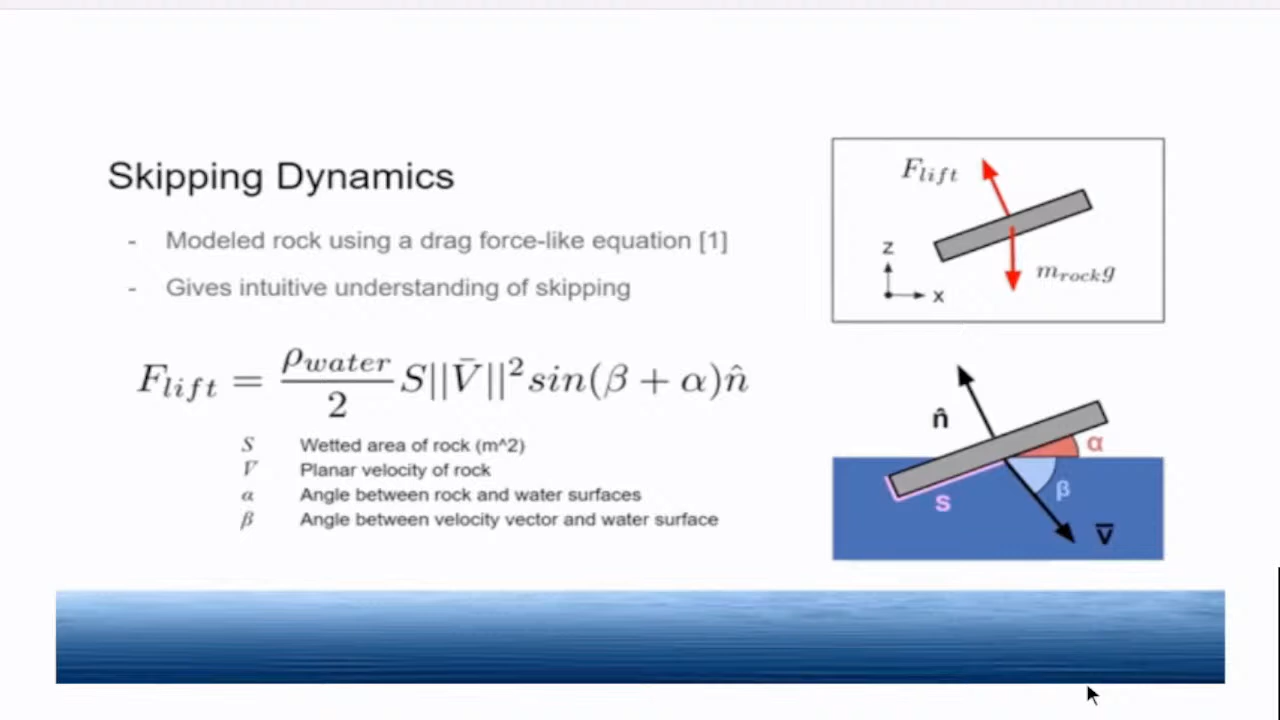 Skipping Dynamics
- Modeled rock using a drag force-like equation [1]
- Gives intuitive understanding of skipping
F_lift = ρ_water/2 S||V̄||²sin(β + α)n̂
S Wetted area of rock (m^2)
V̄ Planar velocity of rock
α Angle between rock and water surfaces
β Angle between velocity vector and water surface
F_lift
z
m_rock g
x
n̂
α
β
S
V̄